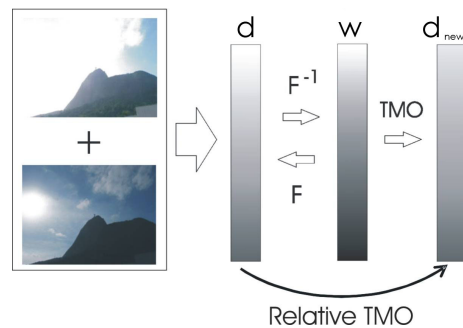 d w d new
F -1
TMO
F
+
Relative TMO